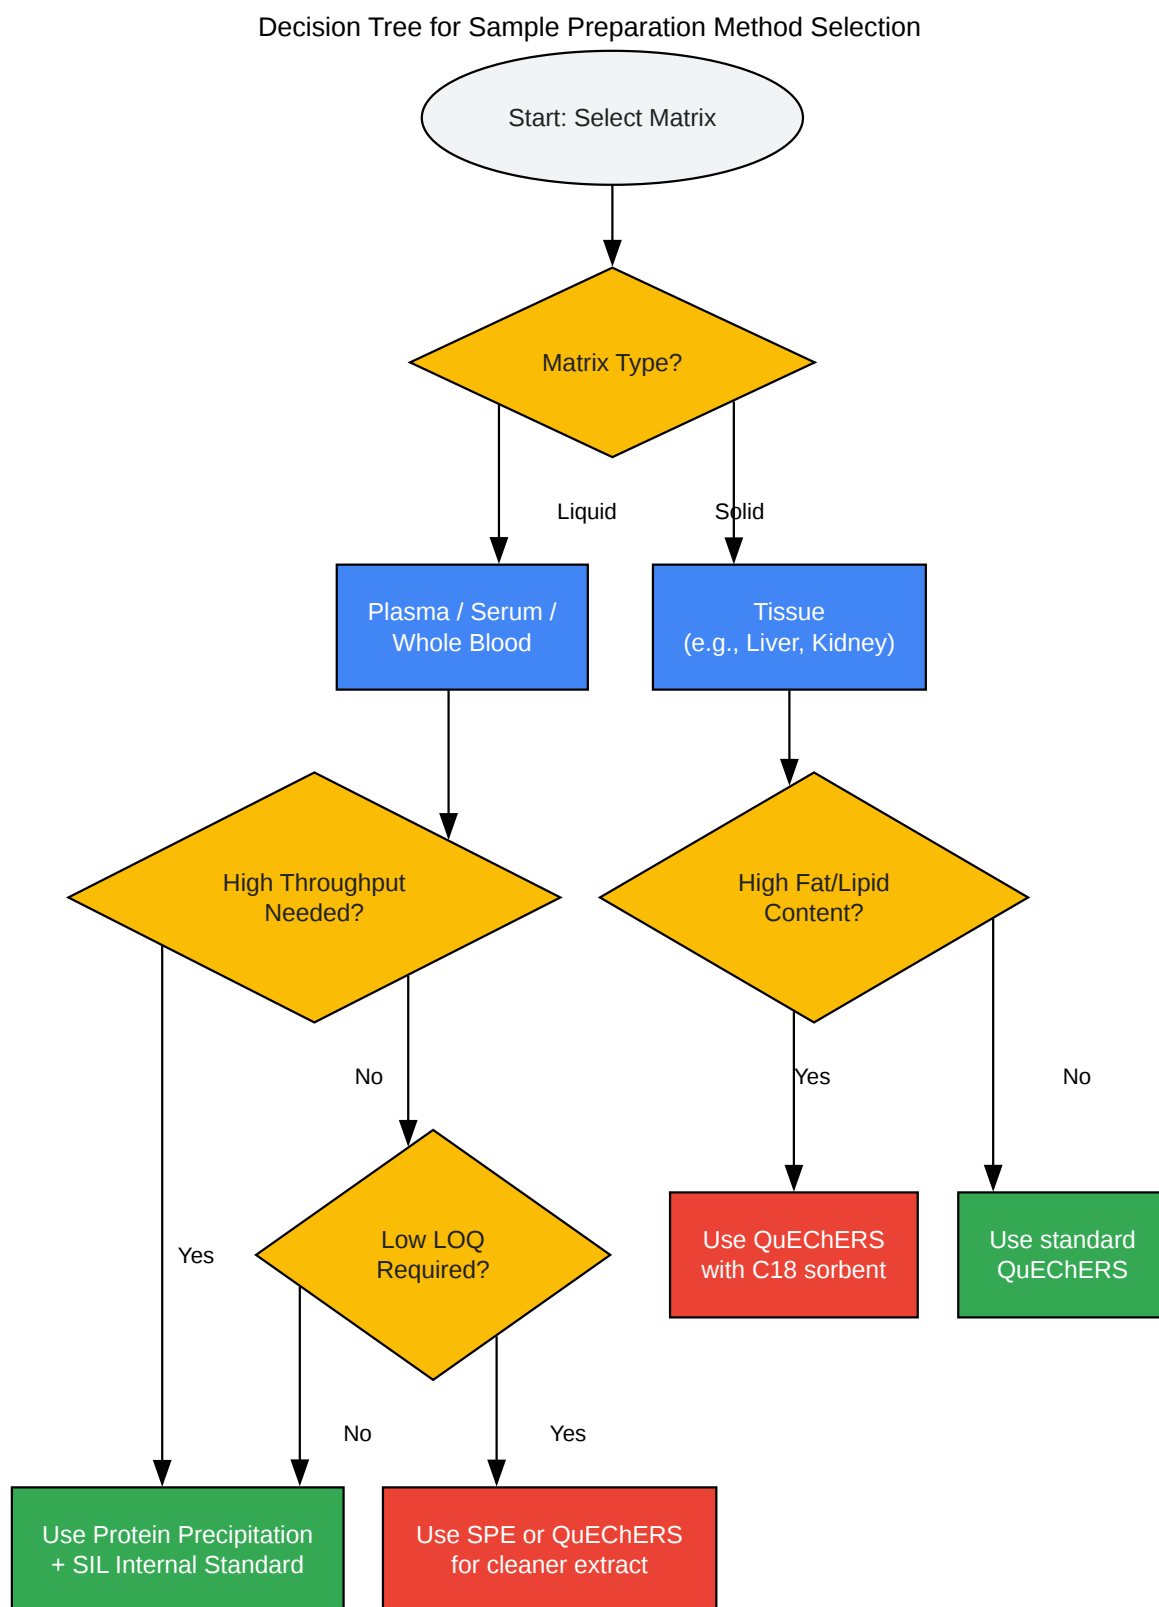 Decision Tree for Sample Preparation Method Selection
Start: Select Matrix
Matrix Type?
Liquid
Solid
Plasma / Serum /
Whole Blood
Tissue
(e.g., Liver, Kidney)
High Throughput
Needed?
High Fat/Lipid
Content?
No
Yes
No
Yes
Low LOQ
Required?
Use QuEChERS
with C18 sorbent
Use standard
QuEChERS
No
Yes
Use Protein Precipitation
+ SIL Internal Standard
Use SPE or QuEChERS
for cleaner extract